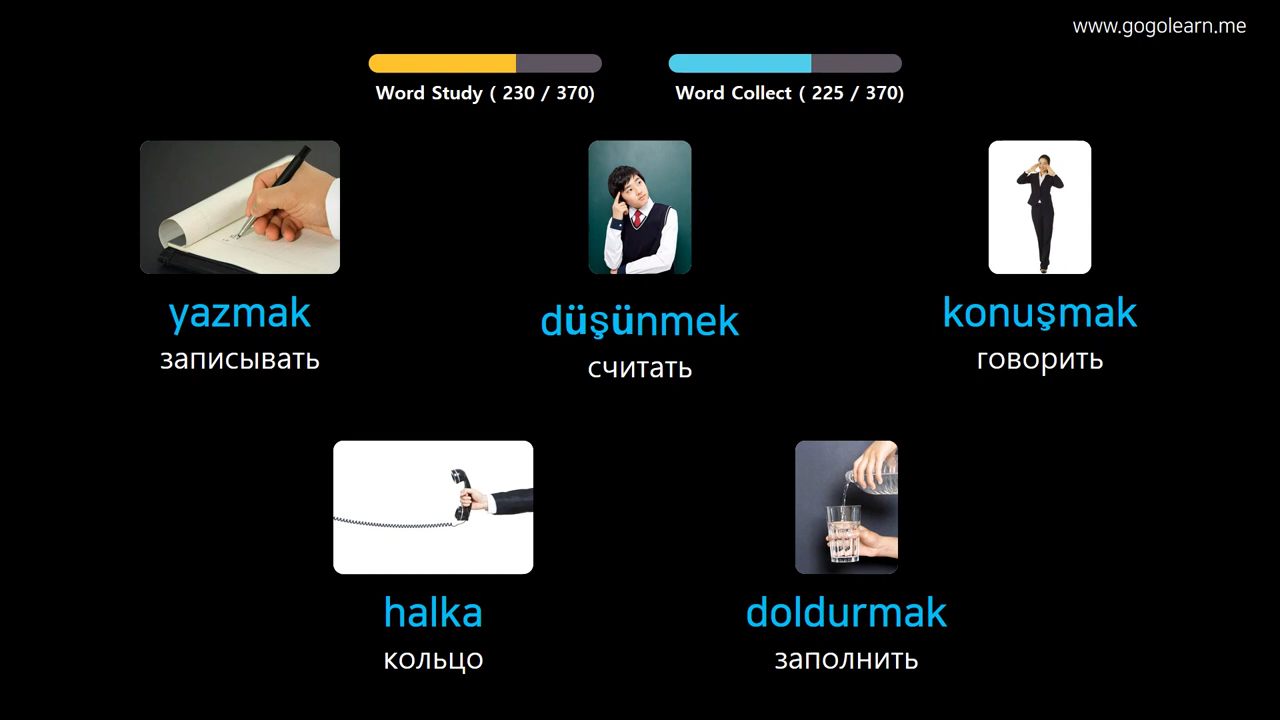 www.gogolearn.me
Word Study ( 230 / 370)
Word Collect ( 225 / 370)
yazmak
записывать
düşünmek
считать
konuşmak
говорить
halka
кольцо
doldurmak
заполнить